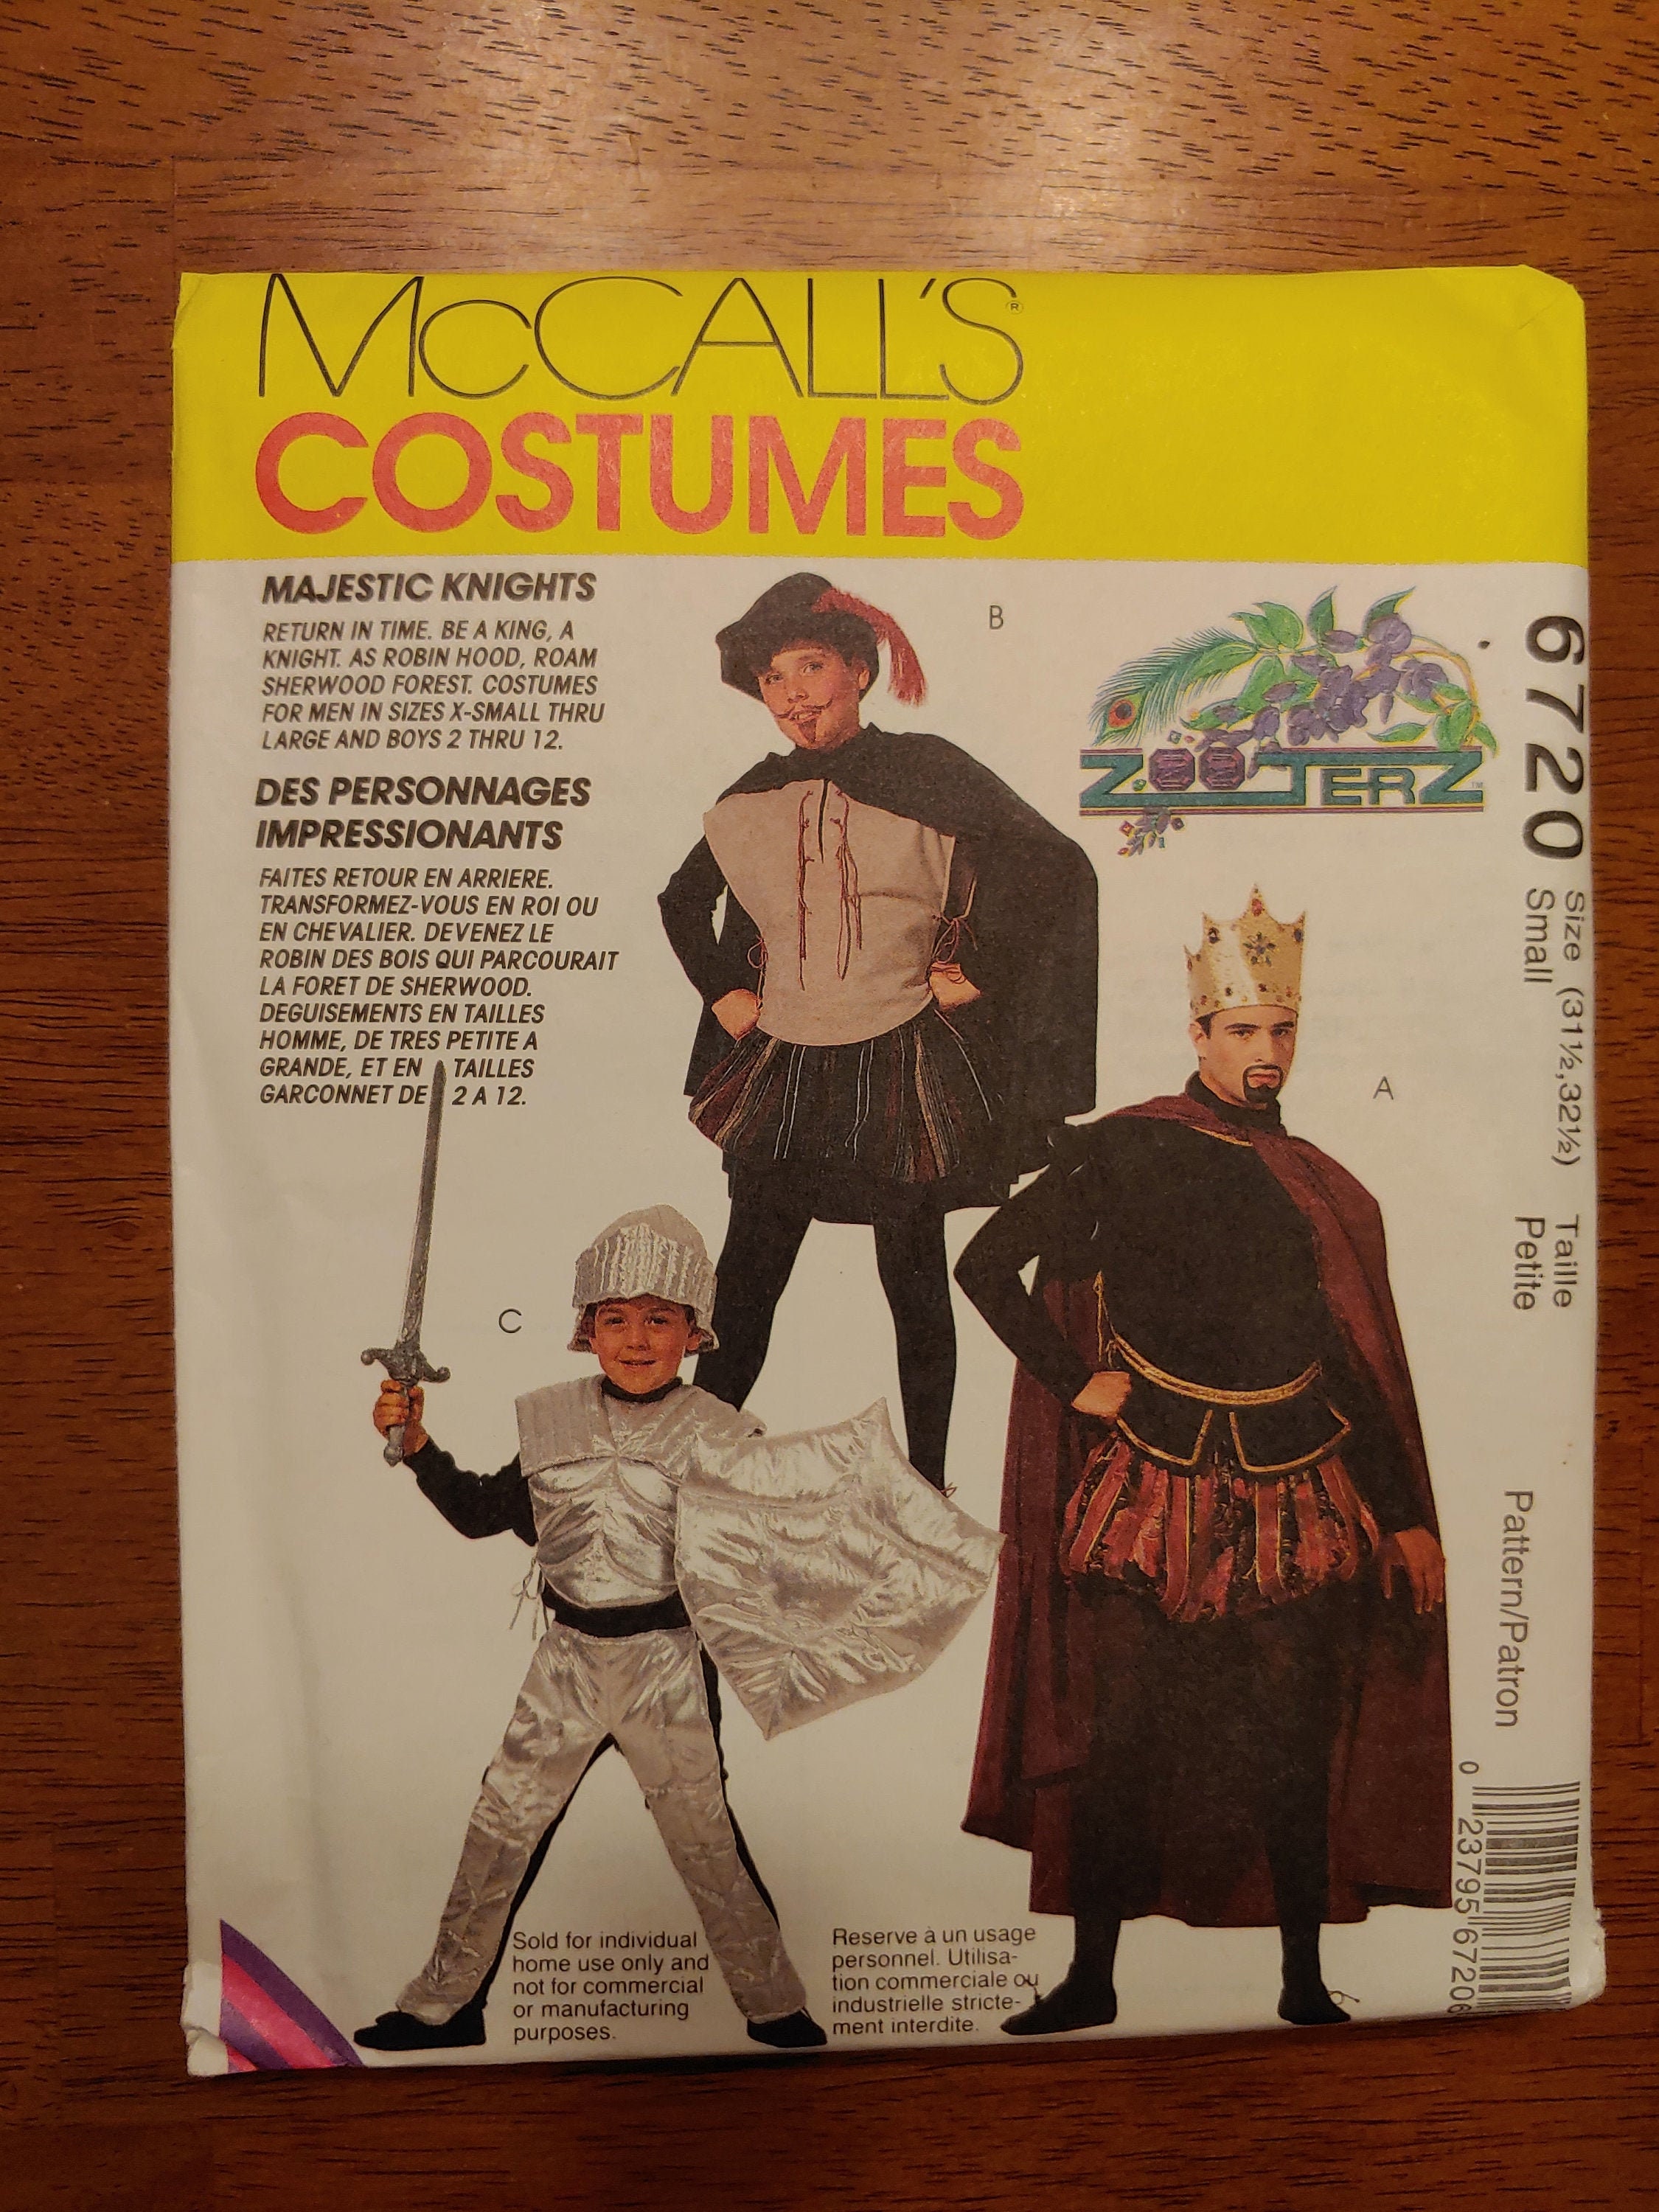 McCALL'S®
COSTUMES
MAJESTIC KNIGHTS
RETURN IN TIME. BE A KING, A
KNIGHT. AS ROBIN HOOD, ROAM
SHERWOOD FOREST. COSTUMES
FOR MEN IN SIZES X-SMALL THRU
LARGE AND BOYS 2 THRU 12.
DES PERSONNAGES
IMPRESSIONANTS
FAITES RETOUR EN ARRIERE.
TRANSFORMEZ-VOUS EN ROI OU
EN CHEVALIER. DEVENEZ LE
ROBIN DES BOIS QUI PARCOURAIT
LA FORET DE SHERWOOD.
DEGUISEMENTS EN TAILLES
HOMME, DE TRES PETITE A
GRANDE, ET EN TAILLES
GARCONNET DE 2 A 12.
B
ZOOTERZ™
A
C
6720
Size (31½,32½)
Small
Taille
Petite
Pattern/Patron
0 23795 67206
Sold for individual
home use only and
not for commercial
or manufacturing
purposes.
Reserve à un usage
personnel. Utilisa-
tion commerciale ou
industrielle stricte-
ment interdite.